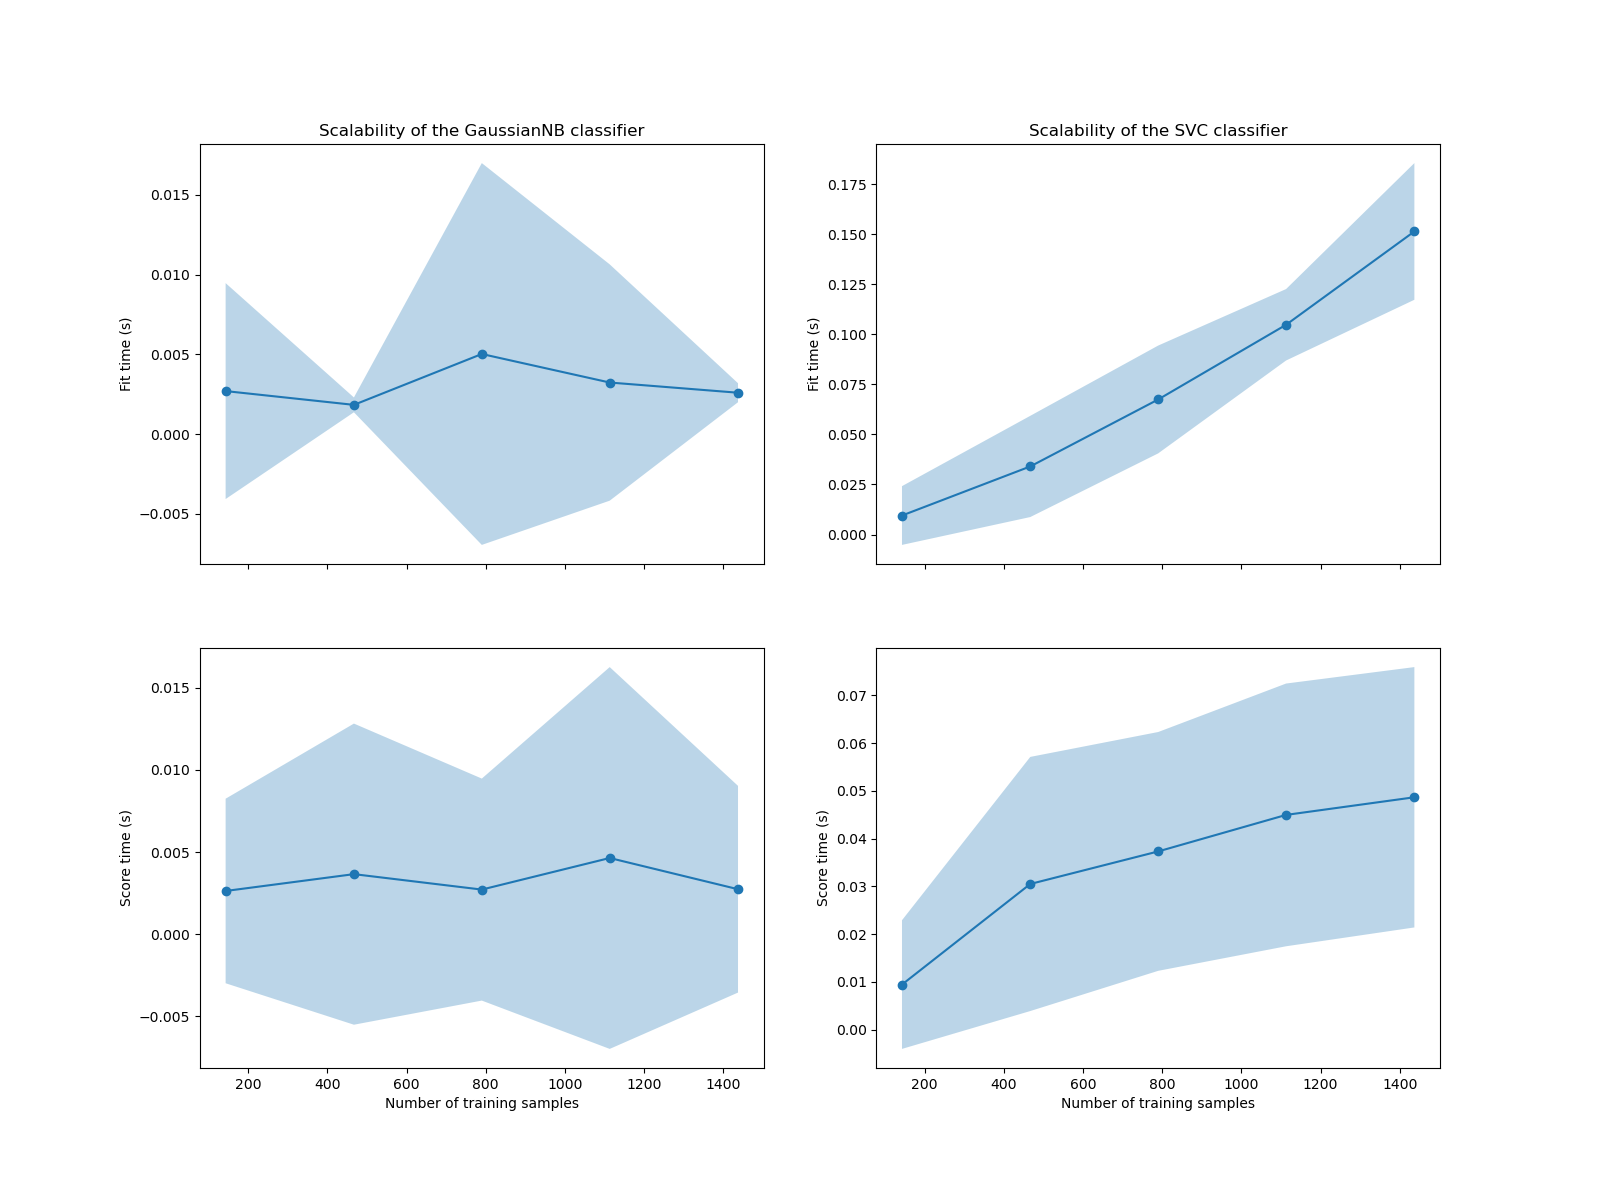 Scalability of the GaussianNB classifier
0.015
0.010
0.005
0.000
−0.005
Fit time (s)
Scalability of the SVC classifier
0.175
0.150
0.125
0.100
0.075
0.050
0.025
0.000
Fit time (s)
0.015
0.010
0.005
0.000
−0.005
Score time (s)
200 400 600 800 1000 1200 1400
Number of training samples
0.07
0.06
0.05
0.04
0.03
0.02
0.01
0.00
Score time (s)
200 400 600 800 1000 1200 1400
Number of training samples